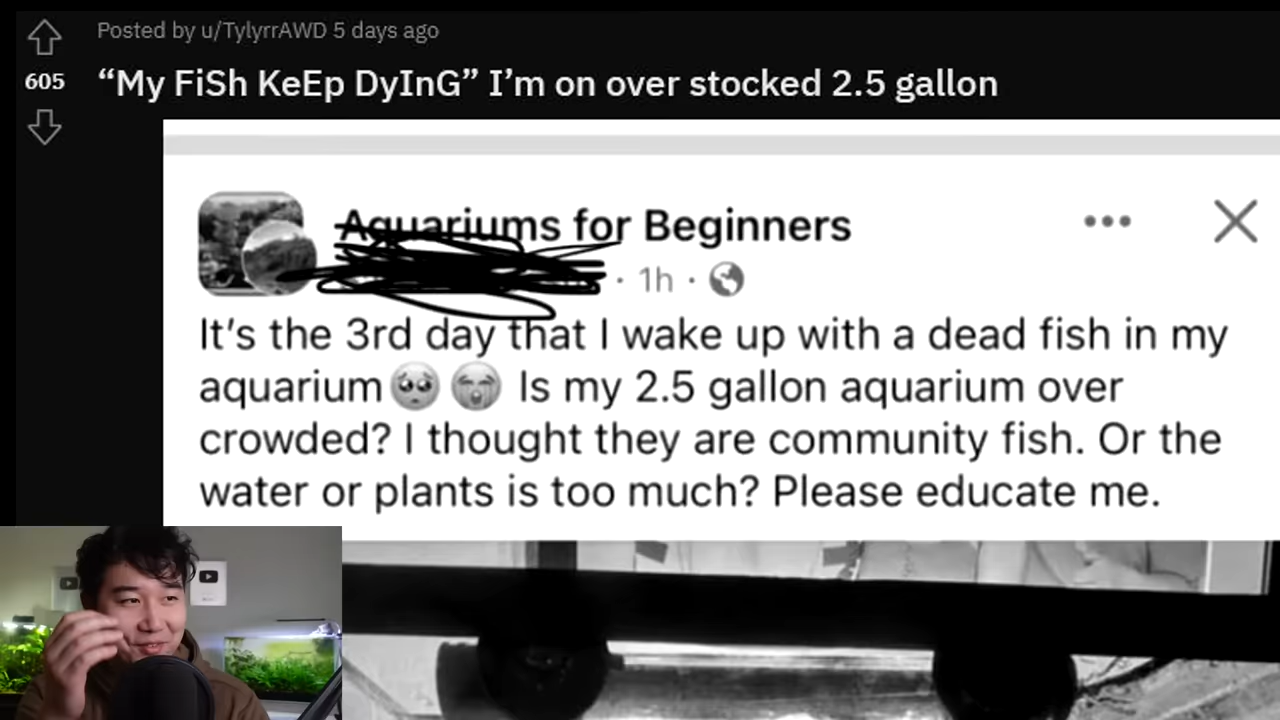 Posted by u/TylyrrAWD 5 days ago
605
“My FiSh KeEp DyInG” I’m on over stocked 2.5 gallon
Aquariums for Beginners
· 1h ·
It’s the 3rd day that I wake up with a dead fish in my
aquarium🥺 😭 Is my 2.5 gallon aquarium over
crowded? I thought they are community fish. Or the
water or plants is too much? Please educate me.